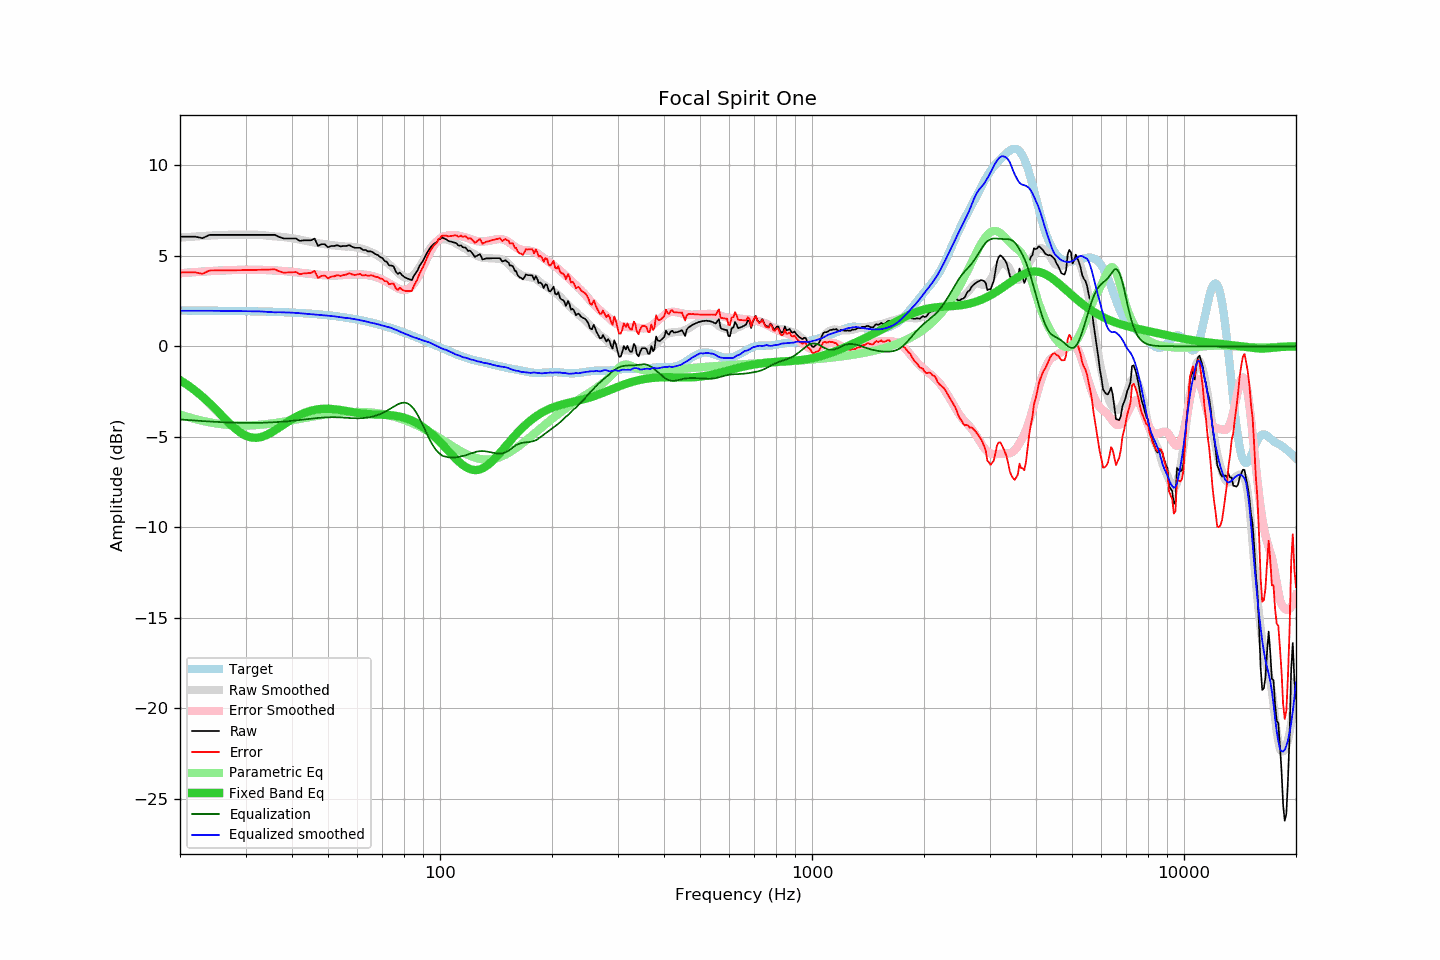 Focal Spirit One
10
5
0
−5
−10
−15
−20
−25
Amplitude (dBr)
Target
Raw Smoothed
Error Smoothed
Raw
Error
Parametric Eq
Fixed Band Eq
Equalization
Equalized smoothed
100 1000 10000
Frequency (Hz)